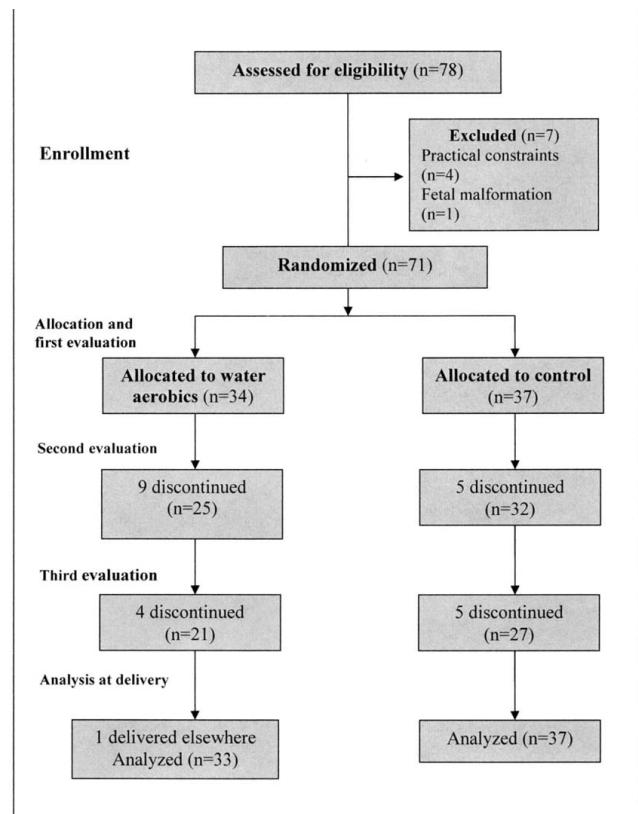 Assessed for eligibility (n=78)
Enrollment
Excluded (n=7)
Practical constraints
(n=4)
Fetal malformation
(n=1)
Randomized (n=71)
Allocation and
first evaluation
Allocated to water
aerobics (n=34)
Allocated to control
(n=37)
Second evaluation
9 discontinued
(n=25)
5 discontinued
(n=32)
Third evaluation
4 discontinued
(n=21)
5 discontinued
(n=27)
Analysis at delivery
1 delivered elsewhere
Analyzed (n=33)
Analyzed (n=37)